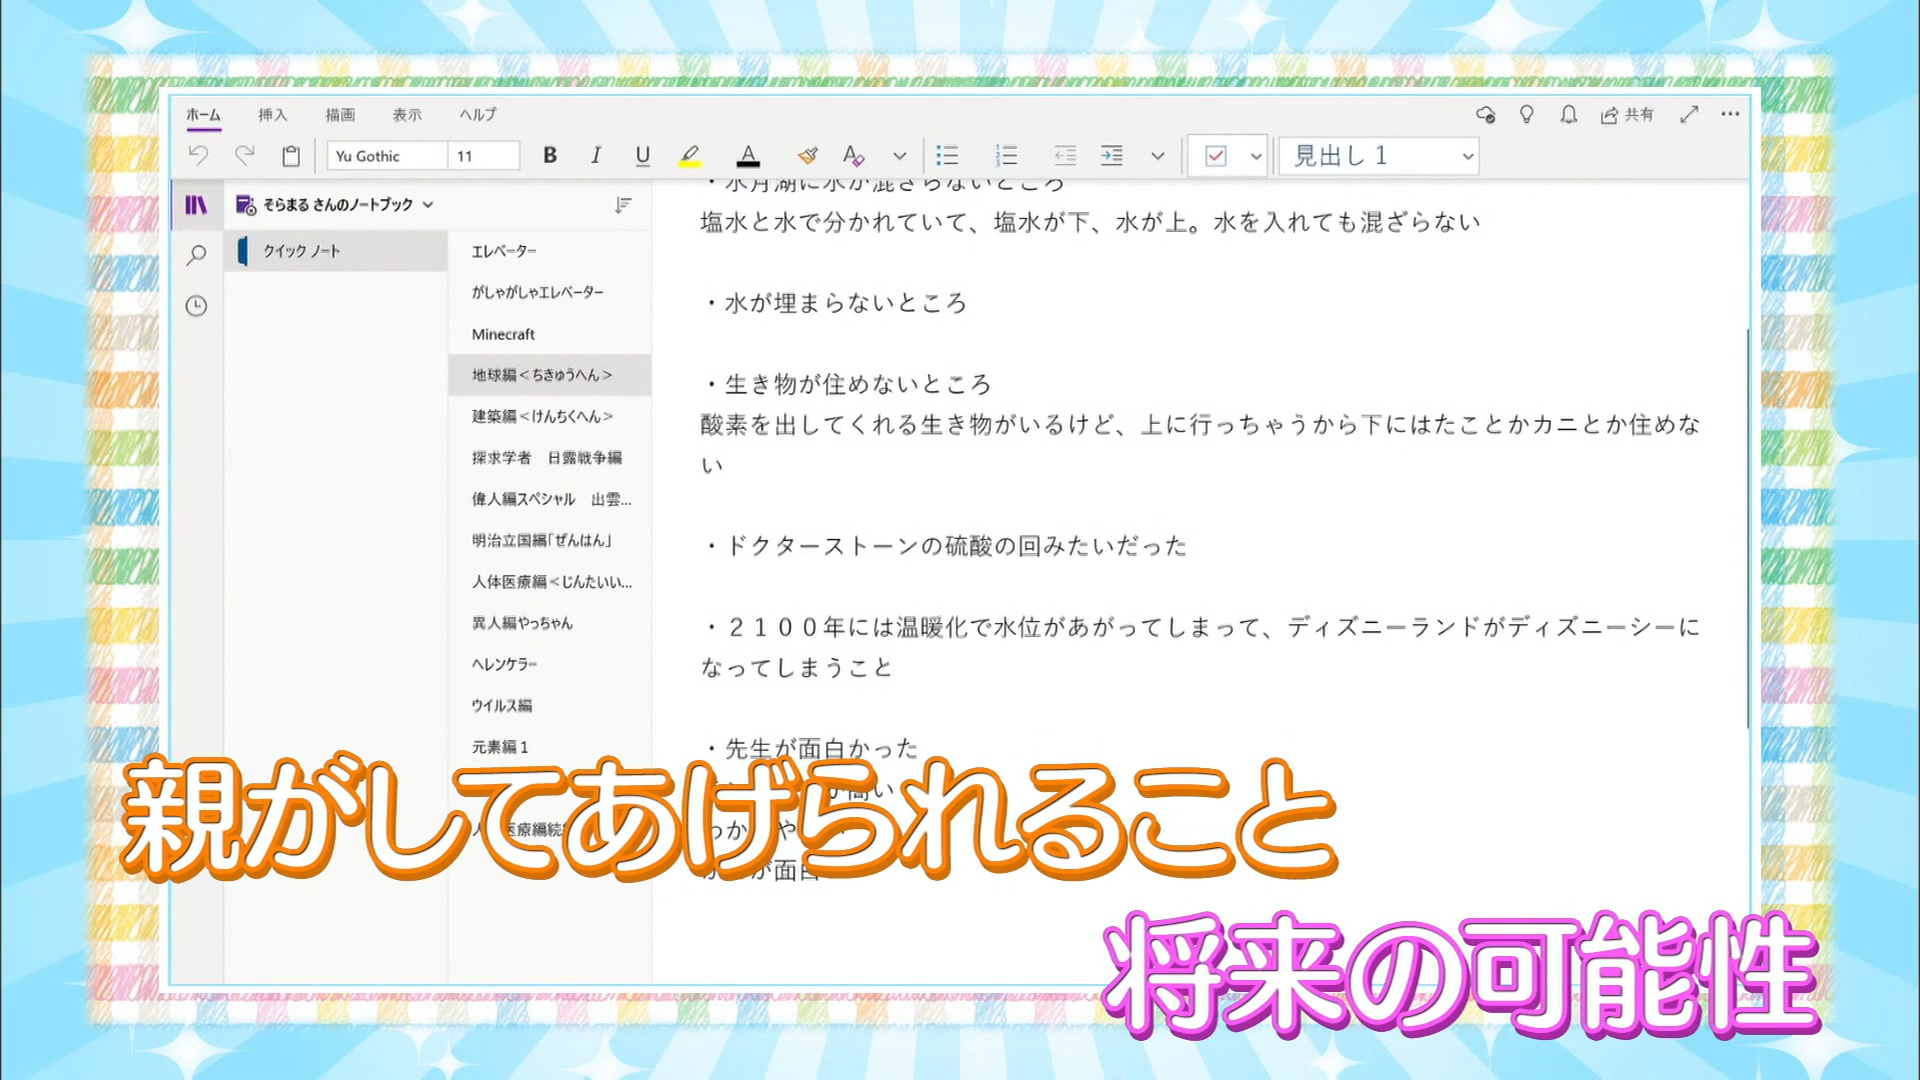 ホーム 挿入 描画 表示 ヘルプ
共有
Yu Gothic 11 B I U A
見出し 1
そらまる さんのノートブック
クイック ノート
エレベーター
がしゃがしゃエレベーター
Minecraft
地球編＜ちきゅうへん＞
建築編＜けんちくへん＞
探求学者　日露戦争編
偉人編スペシャル　出雲...
明治立国編「ぜんはん」
人体医療編＜じんたいい...
異人編やっちゃん
ヘレンケラー
ウイルス編
元素編１
・水月湖に水が混ざらないところ
塩水と水で分かれていて、塩水が下、水が上。水を入れても混ざらない
・水が埋まらないところ
・生き物が住めないところ
酸素を出してくれる生き物がいるけど、上に行っちゃうから下にはたことかカニとか住めな
い
・ドクターストーンの硫酸の回みたいだった
・２１００年には温暖化で水位があがってしまって、ディズニーランドがディズニーシーに
なってしまうこと
・先生が面白かった
親がしてあげられること
将来の可能性